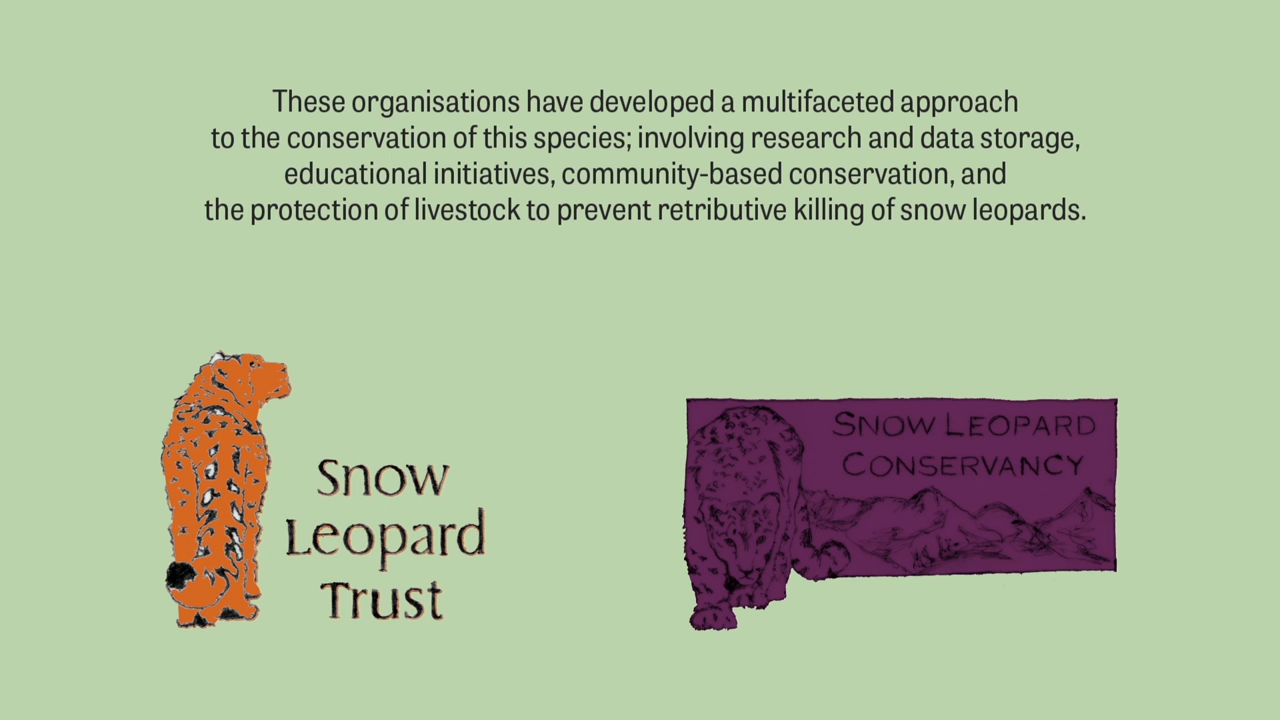 These organisations have developed a multifaceted approach
to the conservation of this species; involving research and data storage,
educational initiatives, community-based conservation, and
the protection of livestock to prevent retributive killing of snow leopards.
Snow
Leopard
Trust
SNOW LEOPARD
CONSERVANCY